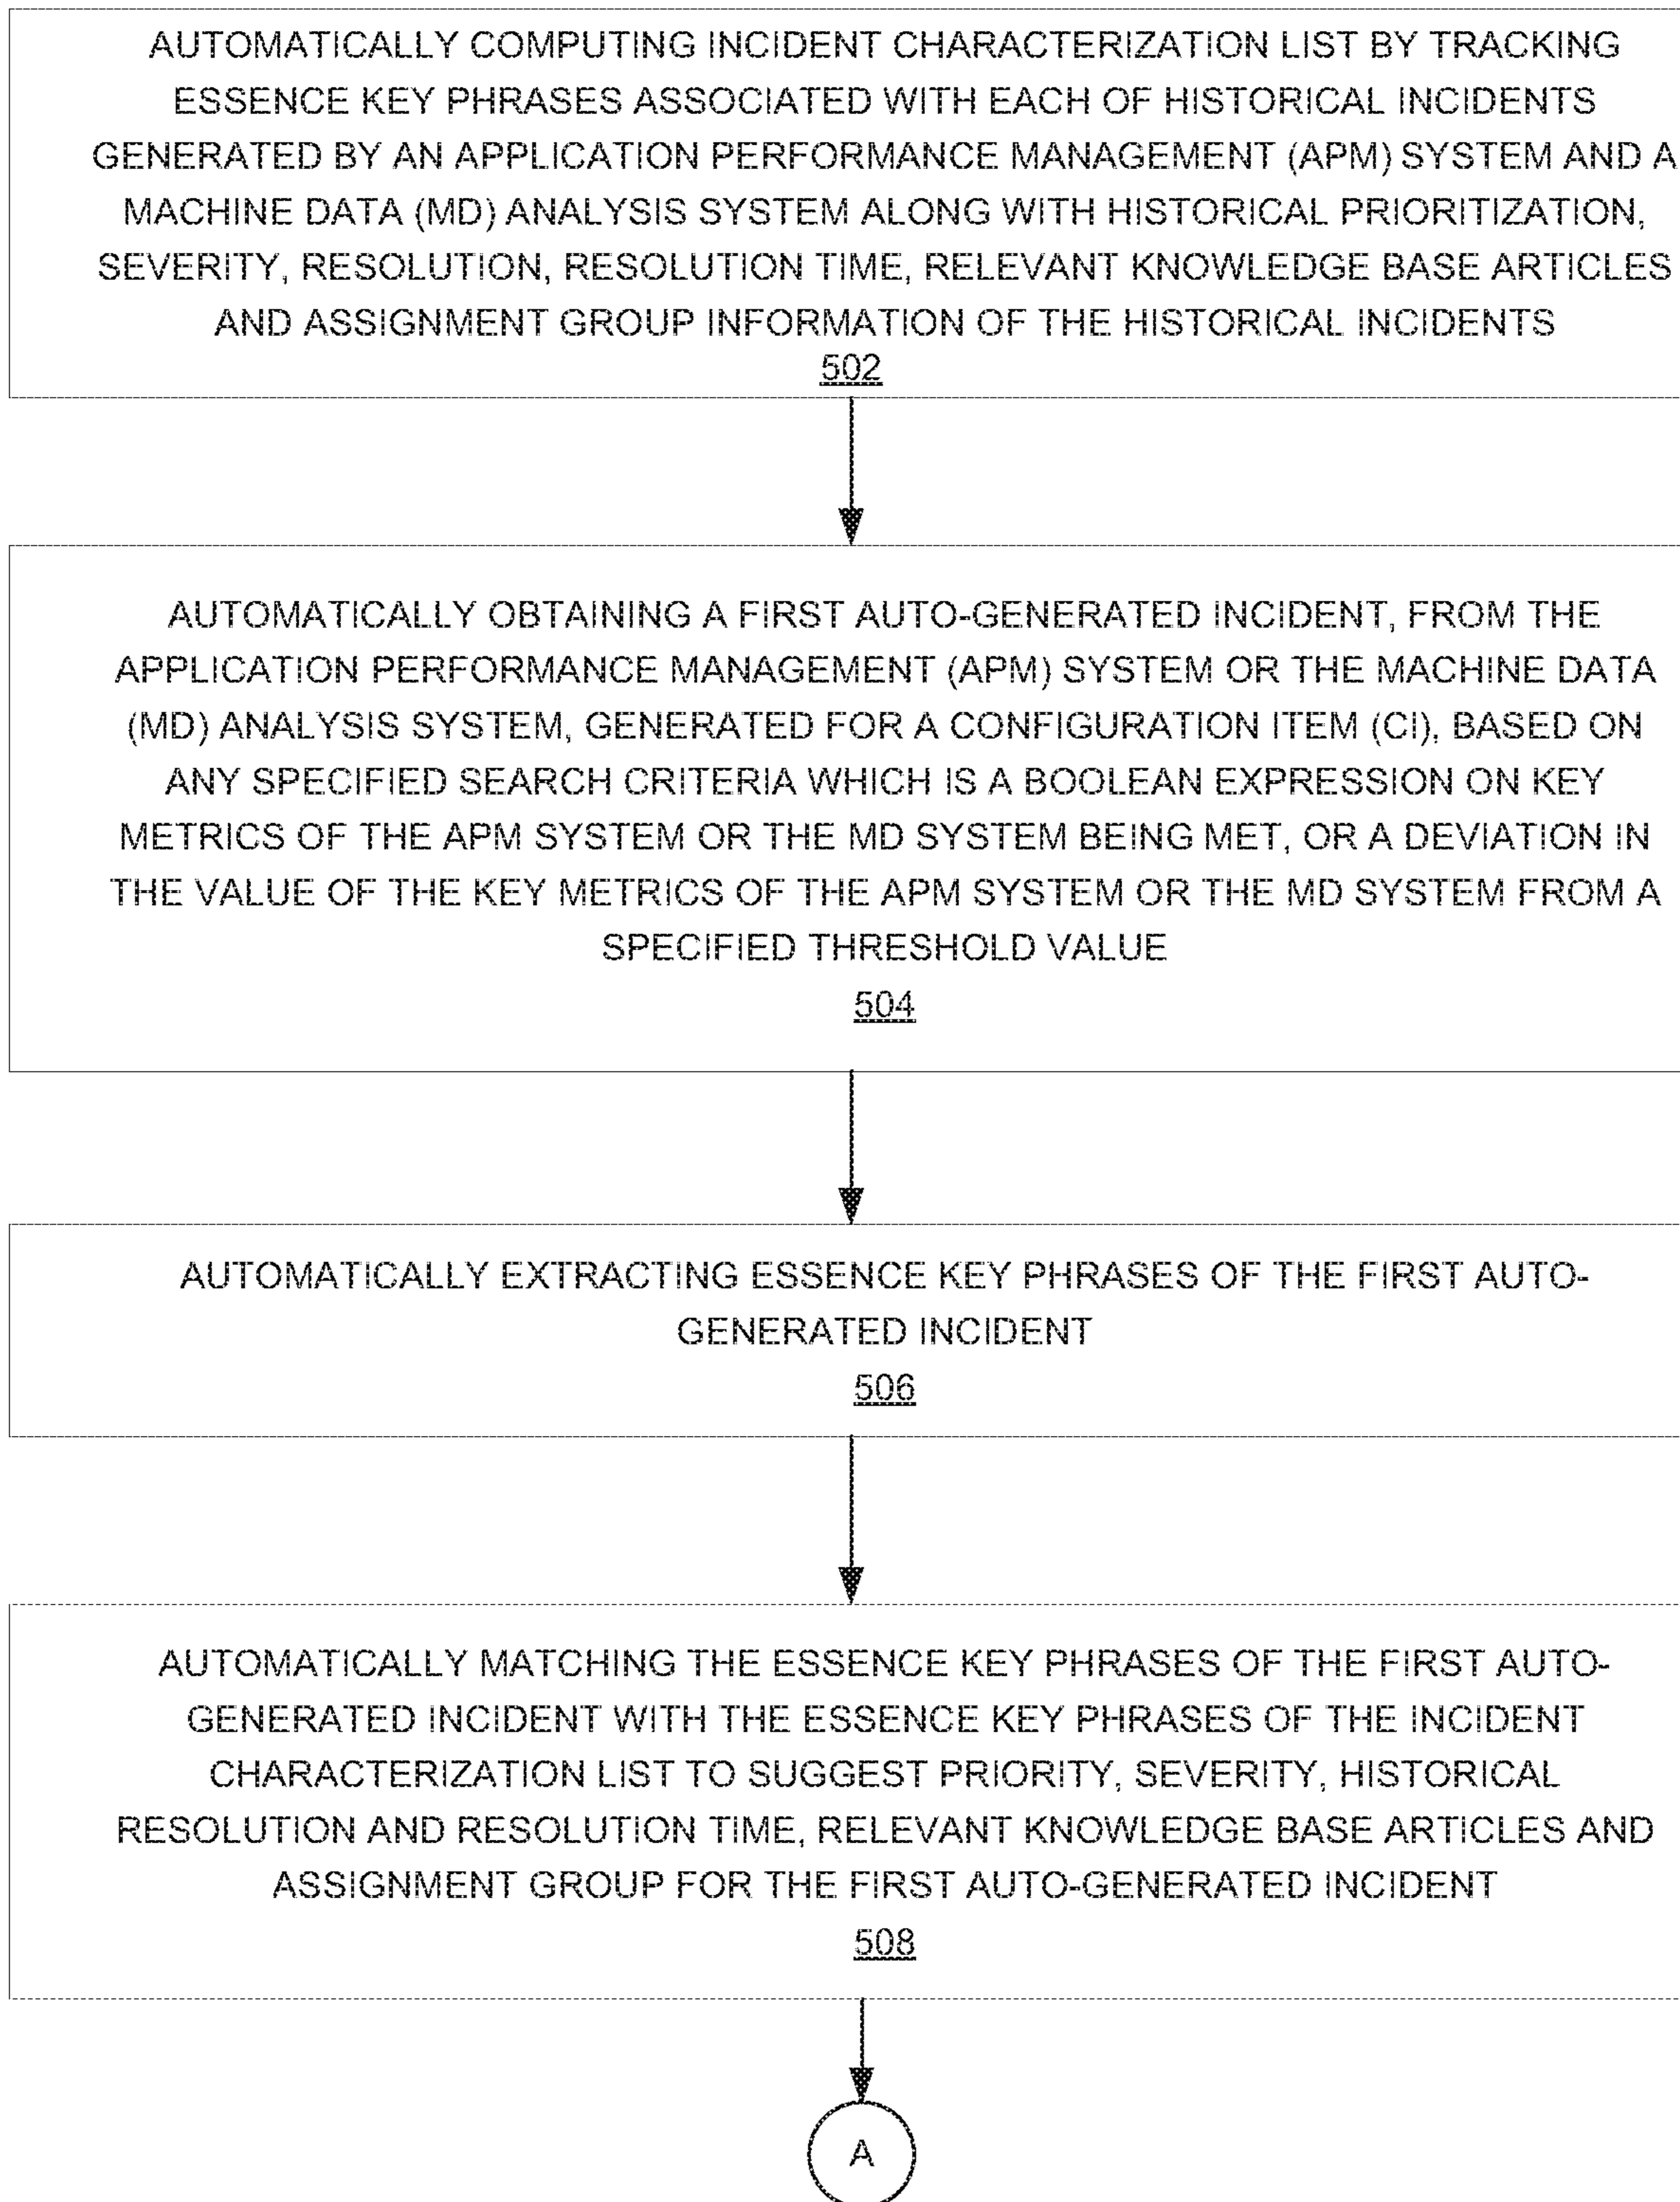 AUTOMATICALLY COMPUTING INCIDENT CHARACTERIZATION LIST BY TRACKING
ESSENCE KEY PHRASES ASSOCIATED WITH EACH OF HISTORICAL INCIDENTS
GENERATED BY AN APPLICATION PERFORMANCE MANAGEMENT (APM) SYSTEM AND A
MACHINE DATA (MD) ANALYSIS SYSTEM ALONG WITH HISTORICAL PRIORITIZATION,
SEVERITY, RESOLUTION, RESOLUTION TIME, RELEVANT KNOWLEDGE BASE ARTICLES
AND ASSIGNMENT GROUP INFORMATION OF THE HISTORICAL INCIDENTS
502
AUTOMATICALLY OBTAINING A FIRST AUTO-GENERATED INCIDENT, FROM THE
APPLICATION PERFORMANCE MANAGEMENT (APM) SYSTEM OR THE MACHINE DATA
(MD) ANALYSIS SYSTEM, GENERATED FOR A CONFIGURATION ITEM (CI), BASED ON
ANY SPECIFIED SEARCH CRITERIA WHICH IS A BOOLEAN EXPRESSION ON KEY
METRICS OF THE APM SYSTEM OR THE MD SYSTEM BEING MET, OR A DEVIATION IN
THE VALUE OF THE KEY METRICS OF THE APM SYSTEM OR THE MD SYSTEM FROM A
SPECIFIED THRESHOLD VALUE
504
AUTOMATICALLY EXTRACTING ESSENCE KEY PHRASES OF THE FIRST AUTO-
GENERATED INCIDENT
506
AUTOMATICALLY MATCHING THE ESSENCE KEY PHRASES OF THE FIRST AUTO-
GENERATED INCIDENT WITH THE ESSENCE KEY PHRASES OF THE INCIDENT
CHARACTERIZATION LIST TO SUGGEST PRIORITY, SEVERITY, HISTORICAL
RESOLUTION AND RESOLUTION TIME, RELEVANT KNOWLEDGE BASE ARTICLES AND
ASSIGNMENT GROUP FOR THE FIRST AUTO-GENERATED INCIDENT
508
A